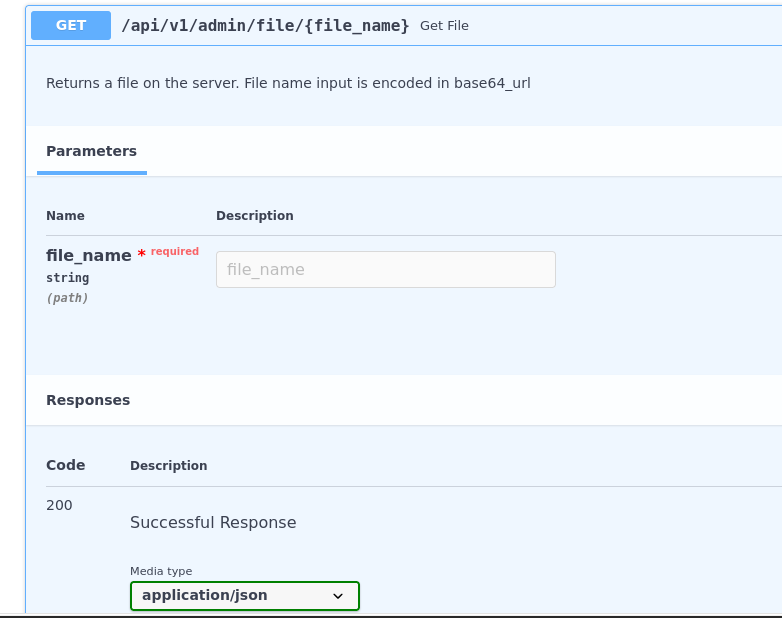 GET /api/v1/admin/file/{file_name} Get File
Returns a file on the server. File name input is encoded in base64_url
Parameters
Name Description
file_name * required file_name
string
(path)
Responses
Code Description
200
Successful Response
Media type
application/json